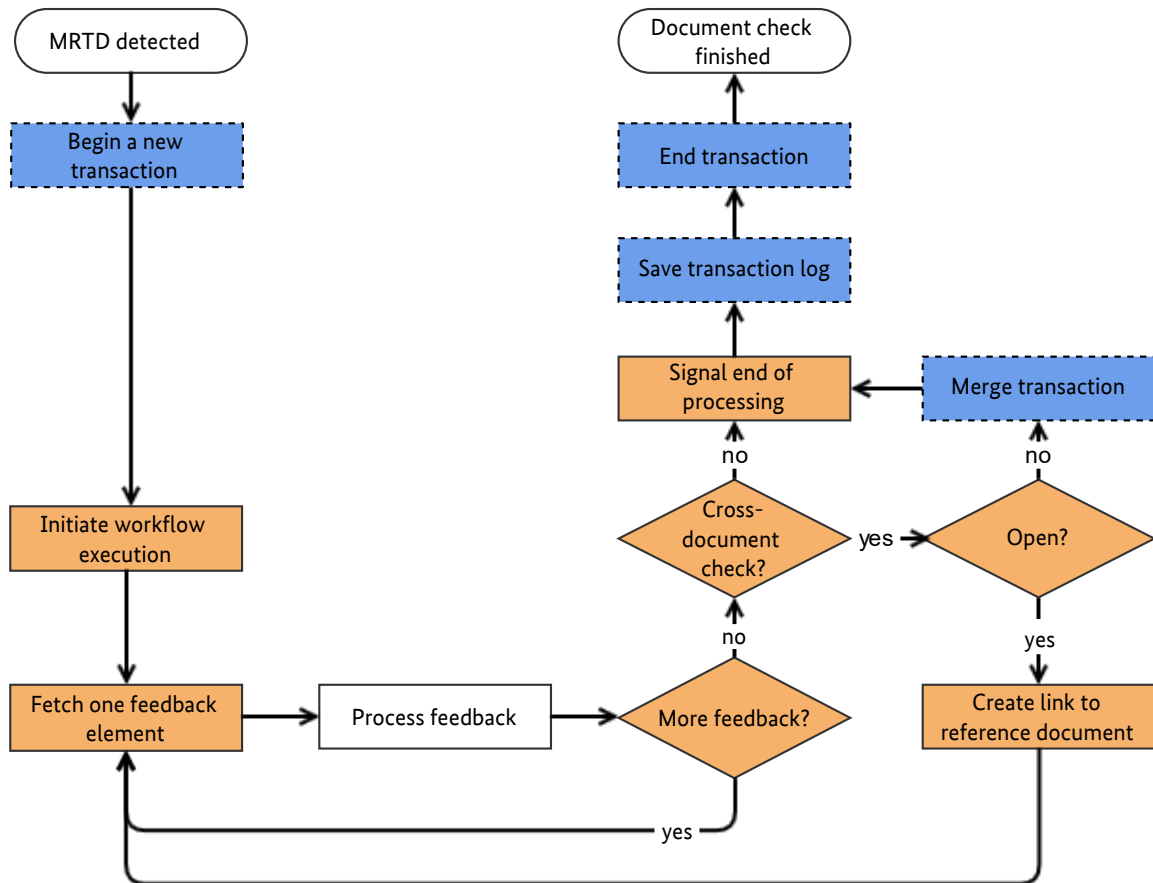 MRTD detected
Document check
finished
Begin a new
transaction
End transaction
Save transaction log
Signal end of
processing
Merge transaction
no
no
Initiate workflow
execution
Cross-
document
check?
yes
Open?
no
yes
Fetch one feedback
element
Process feedback
More feedback?
Create link to
reference document
yes